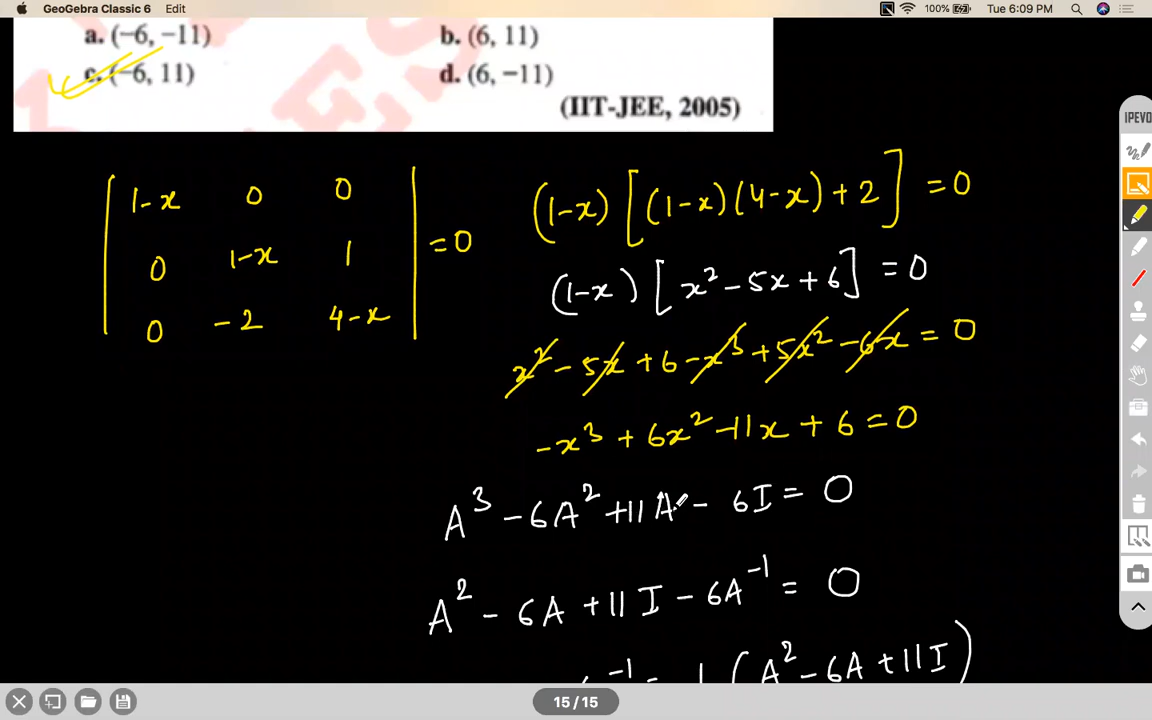 GeoGebra Classic 6 Edit 100% Tue 6:09 PM
a. (−6, −11) b. (6, 11)
c. (−6, 11) d. (6, −11)
(IIT-JEE, 2005)
IPEVO
| 1-x 0 0 |
| 0 1-x 1 | = 0
| 0 -2 4-x |
(1-x) [(1-x)(4-x) + 2] = 0
(1-x) [x² - 5x + 6] = 0
x² - 5x + 6 - x³ + 5x² - 6x = 0
-x³ + 6x² - 11x + 6 = 0
A³ - 6A² + 11A - 6I = 0
A² - 6A + 11I - 6A⁻¹ = 0
⁻¹ = 1 (A² - 6A + 11I)
15 / 15